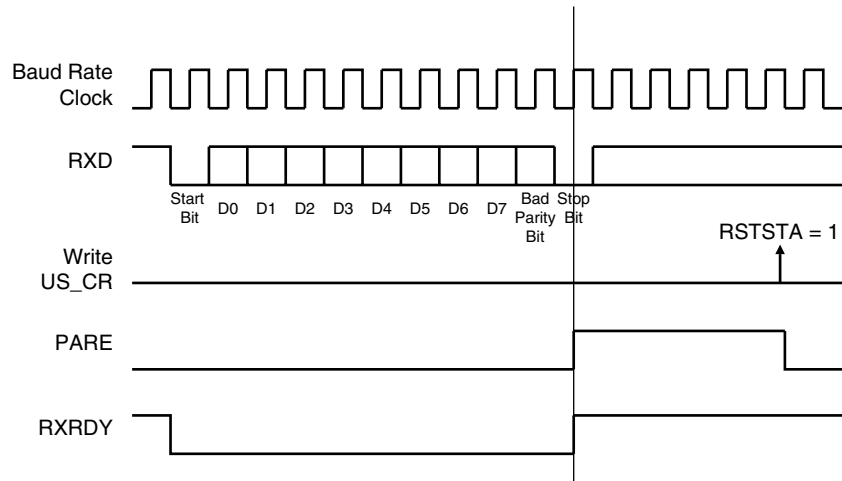 Baud Rate
Clock
RXD
Start
Bit
D0 D1 D2 D3 D4 D5 D6 D7
Bad
Parity
Bit
Stop
Bit
RSTSTA = 1
Write
US_CR
PARE
RXRDY